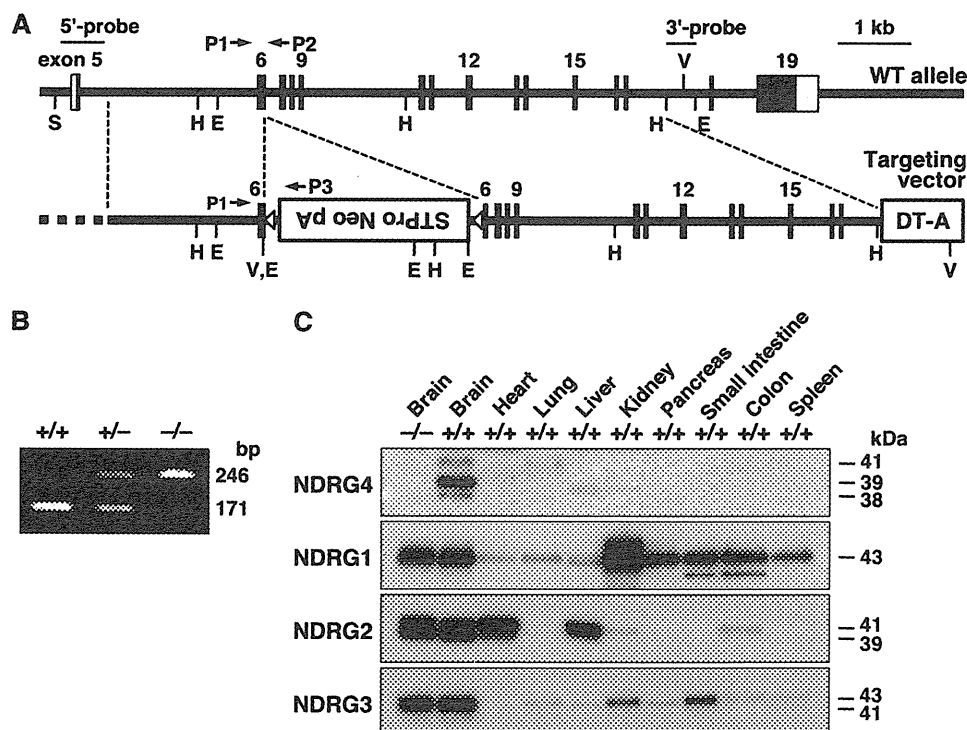 A
5'-probe
exon 5
P1
6
P2
9
12
15
3'-probe
V
1 kb
19
WT allele
S
H
E
H
H
E
Targeting
vector
P1
6
P3
STPro Neo pA
6
9
12
15
DT-A
H
E
V,E
E
H
E
H
H
V
B
+/+
+/−
−/−
bp
246
171
C
Brain
Brain
Heart
Lung
Liver
Kidney
Pancreas
Small intestine
Colon
Spleen
−/− +/+ +/+ +/+ +/+ +/+ +/+ +/+ +/+ +/+
kDa
NDRG4
41
39
38
NDRG1
43
NDRG2
41
39
NDRG3
43
41